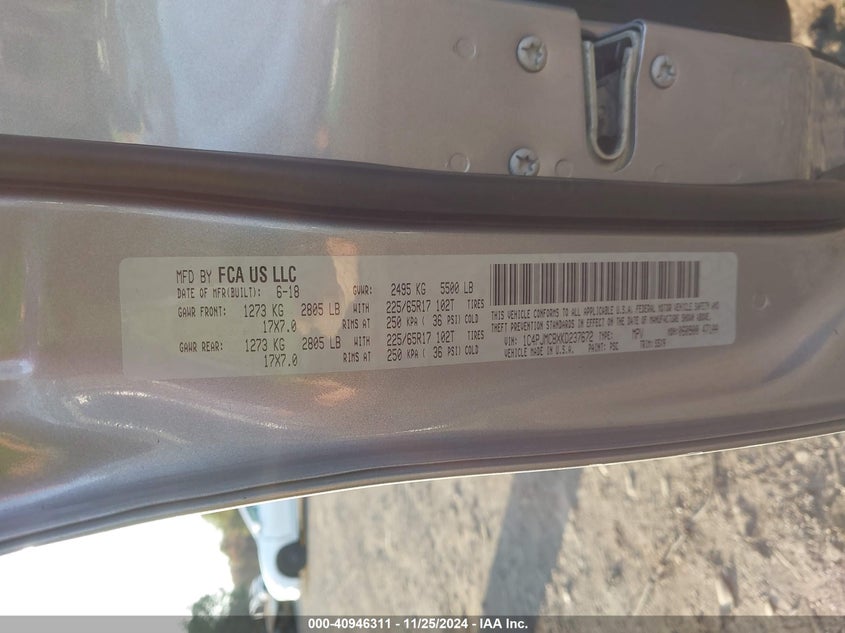 MFD BY FCA US LLC
DATE OF MFR(BUILT): 6-18 GVWR: 2495 KG 5500 LB
GAWR FRONT: 1273 KG 2805 LB WITH 225/65R17 102T TIRES
17X7.0 RIMS AT 250 KPA ( 36 PSI) COLD
GAWR REAR: 1273 KG 2805 LB WITH 225/65R17 102T TIRES
17X7.0 RIMS AT 250 KPA ( 36 PSI) COLD
THIS VEHICLE CONFORMS TO ALL APPLICABLE U.S.A. FEDERAL MOTOR VEHICLE SAFETY AND
THEFT PREVENTION STANDARDS IN EFFECT ON THE DATE OF MANUFACTURE SHOWN ABOVE.
VIN: 1C4PJMCBXKD237672 TYPE: MPV
MADE IN U.S.A. PAINT: PSC TRIM:
000-40946311 - 11/25/2024 - IAA Inc.